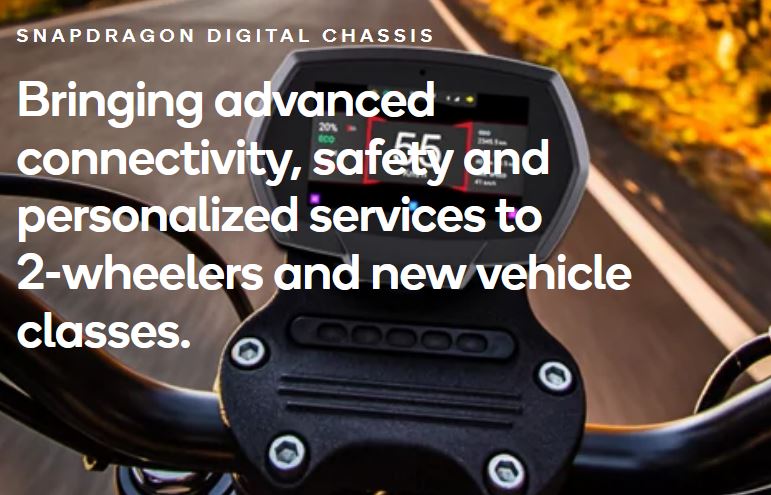 SNAPDRAGON DIGITAL CHASSIS
Bringing advanced
connectivity, safety and
personalized services to
2-wheelers and new vehicle
classes.
20%
ECO
55